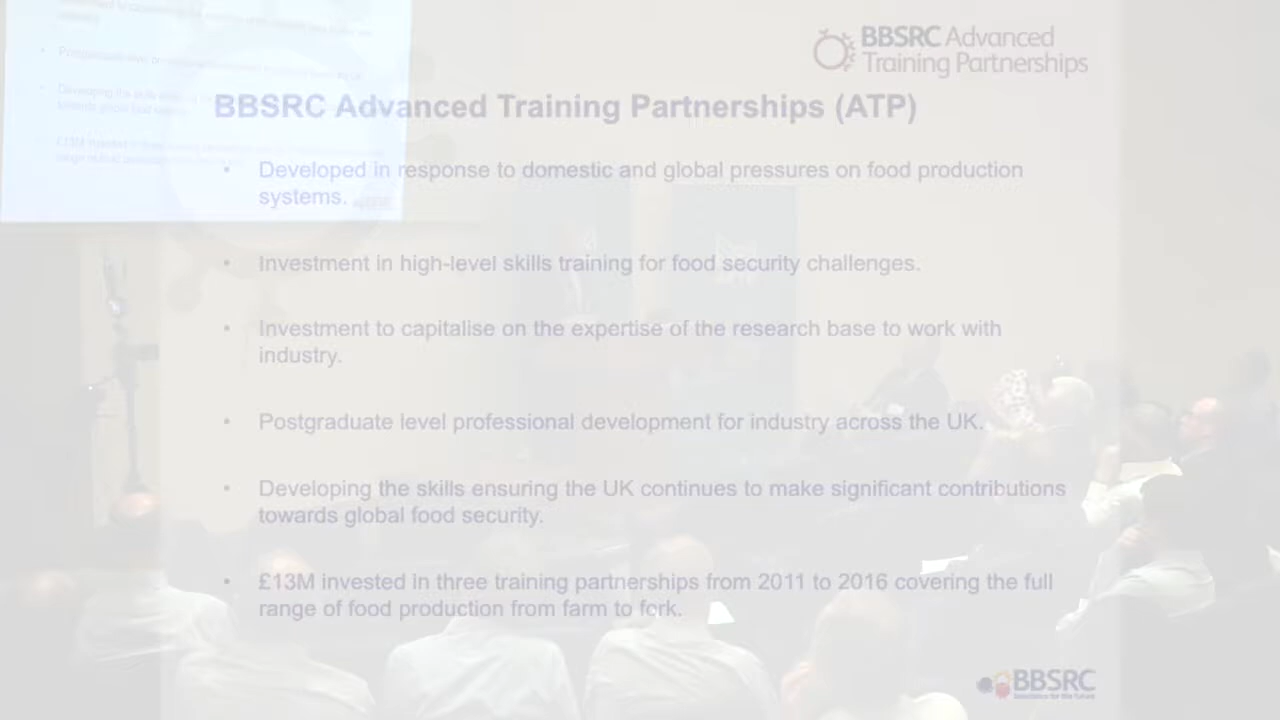 BBSRC Advanced
Training Partnerships
BBSRC Advanced Training Partnerships (ATP)
• Developed in response to domestic and global pressures on food production
systems.
• Investment in high-level skills training for food security challenges.
• Investment to capitalise on the expertise of the research base to work with
industry.
• Postgraduate level professional development for industry across the UK.
• Developing the skills ensuring the UK continues to make significant contributions
towards global food security.
• £13M invested in three training partnerships from 2011 to 2016 covering the full
range of food production from farm to fork.
BBSRC
bioscience for the future